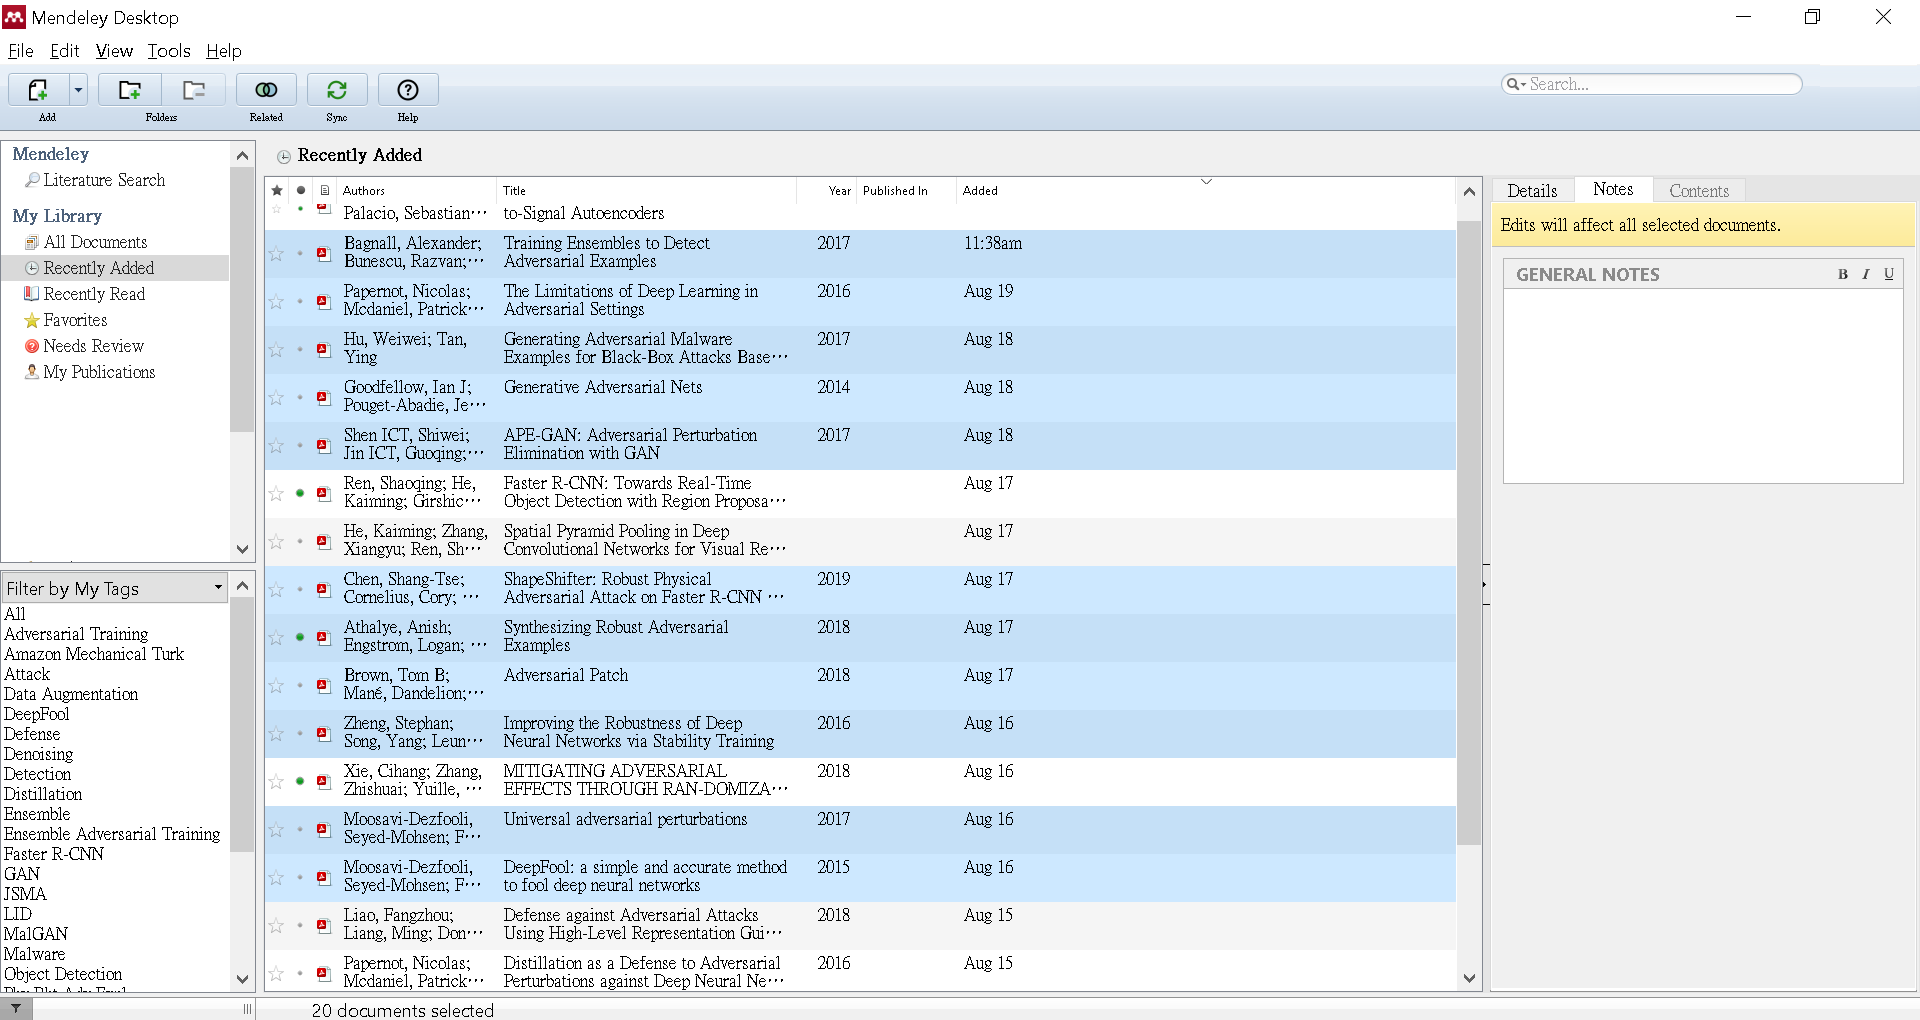 Mendeley Desktop
File Edit View Tools Help
Add Folders Related Sync Help
Search...
Mendeley
Literature Search
My Library
All Documents
Recently Added
Recently Read
Favorites
Needs Review
My Publications
Filter by My Tags
All
Adversarial Training
Amazon Mechanical Turk
Attack
Data Augmentation
DeepFool
Defense
Denoising
Detection
Distillation
Ensemble
Ensemble Adversarial Training
Faster R-CNN
GAN
JSMA
LID
MalGAN
Malware
Object Detection
Recently Added
Authors Title Year Published In Added
Palacio, Sebastian… to-Signal Autoencoders
Bagnall, Alexander; Training Ensembles to Detect 2017 11:38am
Bunescu, Razvan;… Adversarial Examples
Papernot, Nicolas; The Limitations of Deep Learning in 2016 Aug 19
Mcdaniel, Patrick… Adversarial Settings
Hu, Weiwei; Tan, Generating Adversarial Malware 2017 Aug 18
Ying Examples for Black-Box Attacks Base…
Goodfellow, Ian J; Generative Adversarial Nets 2014 Aug 18
Pouget-Abadie, Je…
Shen ICT, Shiwei; APE-GAN: Adversarial Perturbation 2017 Aug 18
Jin ICT, Guoqing;… Elimination with GAN
Ren, Shaoqing; He, Faster R-CNN: Towards Real-Time Aug 17
Kaiming; Girshic… Object Detection with Region Proposa…
He, Kaiming; Zhang, Spatial Pyramid Pooling in Deep Aug 17
Xiangyu; Ren, Sh… Convolutional Networks for Visual Re…
Chen, Shang-Tse; ShapeShifter: Robust Physical 2019 Aug 17
Cornelius, Cory; … Adversarial Attack on Faster R-CNN …
Athalye, Anish; Synthesizing Robust Adversarial 2018 Aug 17
Engstrom, Logan; … Examples
Brown, Tom B; Adversarial Patch 2018 Aug 17
Mané, Dandelion;…
Zheng, Stephan; Improving the Robustness of Deep 2016 Aug 16
Song, Yang; Leun… Neural Networks via Stability Training
Xie, Cihang; Zhang, MITIGATING ADVERSARIAL 2018 Aug 16
Zhishuai; Yuille, … EFFECTS THROUGH RAN-DOMIZA…
Moosavi-Dezfooli, Universal adversarial perturbations 2017 Aug 16
Seyed-Mohsen; F…
Moosavi-Dezfooli, DeepFool: a simple and accurate method 2015 Aug 16
Seyed-Mohsen; F… to fool deep neural networks
Liao, Fangzhou; Defense against Adversarial Attacks 2018 Aug 15
Liang, Ming; Don… Using High-Level Representation Gui…
Papernot, Nicolas; Distillation as a Defense to Adversarial 2016 Aug 15
Mcdaniel, Patrick… Perturbations against Deep Neural Ne…
Details Notes Contents
Edits will affect all selected documents.
GENERAL NOTES B I U
20 documents selected